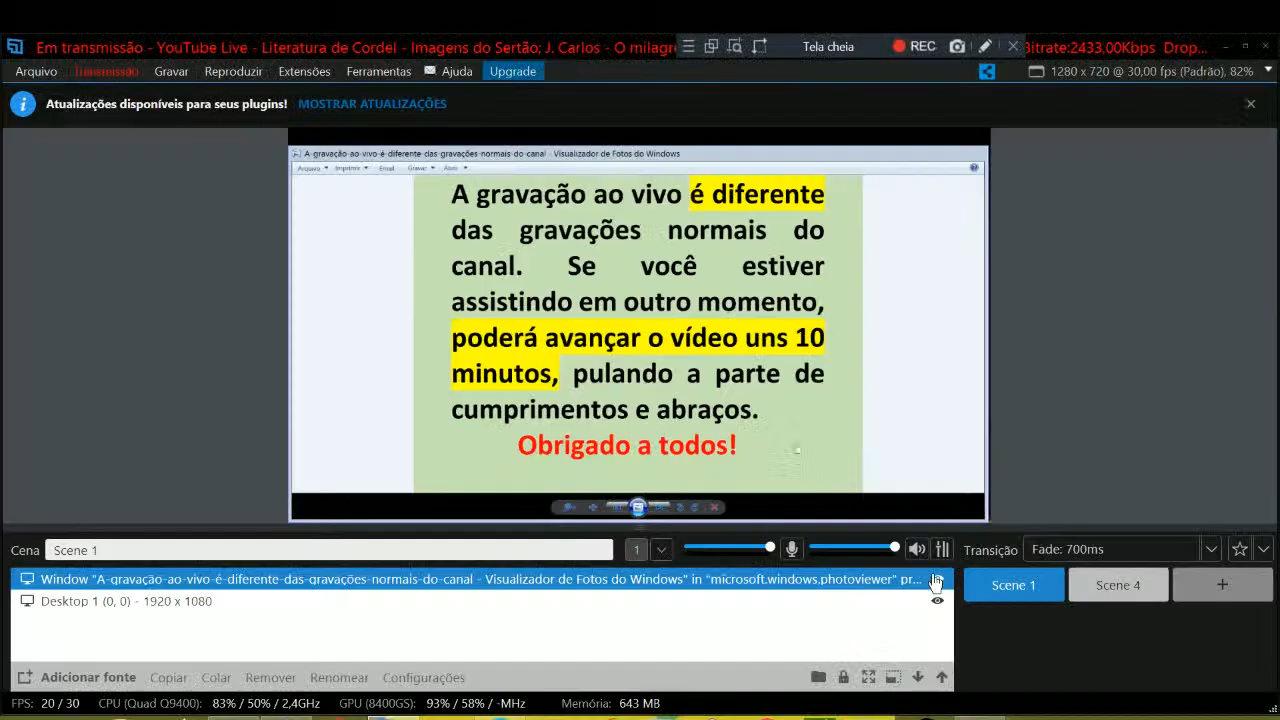 Em transmissão - YouTube Live - Literatura de Cordel - Imagens do Sertão; J. Carlos - O milagr
Tela cheia
REC
Bitrate:2433,00Kbps Drop...
Arquivo Transmissão Gravar Reproduzir Extensões Ferramentas Ajuda Upgrade
1280 x 720 @ 30,00 fps (Padrão), 82%
Atualizações disponíveis para seus plugins! MOSTRAR ATUALIZAÇÕES
A-gravação-ao-vivo-é-diferente-das-gravações-normais-do-canal - Visualizador de Fotos do Windows
Arquivo Imprimir Email Gravar Abrir
A gravação ao vivo é diferente
das gravações normais do
canal. Se você estiver
assistindo em outro momento,
poderá avançar o vídeo uns 10
minutos, pulando a parte de
cumprimentos e abraços.
Obrigado a todos!
Cena Scene 1 1 Transição Fade: 700ms
Window "A-gravação-ao-vivo-é-diferente-das-gravações-normais-do-canal - Visualizador de Fotos do Windows" in "microsoft.windows.photoviewer" pr...
Scene 1 Scene 4 +
Desktop 1 (0, 0) - 1920 x 1080
Adicionar fonte Copiar Colar Remover Renomear Configurações
FPS: 20 / 30 CPU (Quad Q9400): 83% / 50% / 2,4GHz GPU (8400GS): 93% / 58% / -MHz Memória: 643 MB